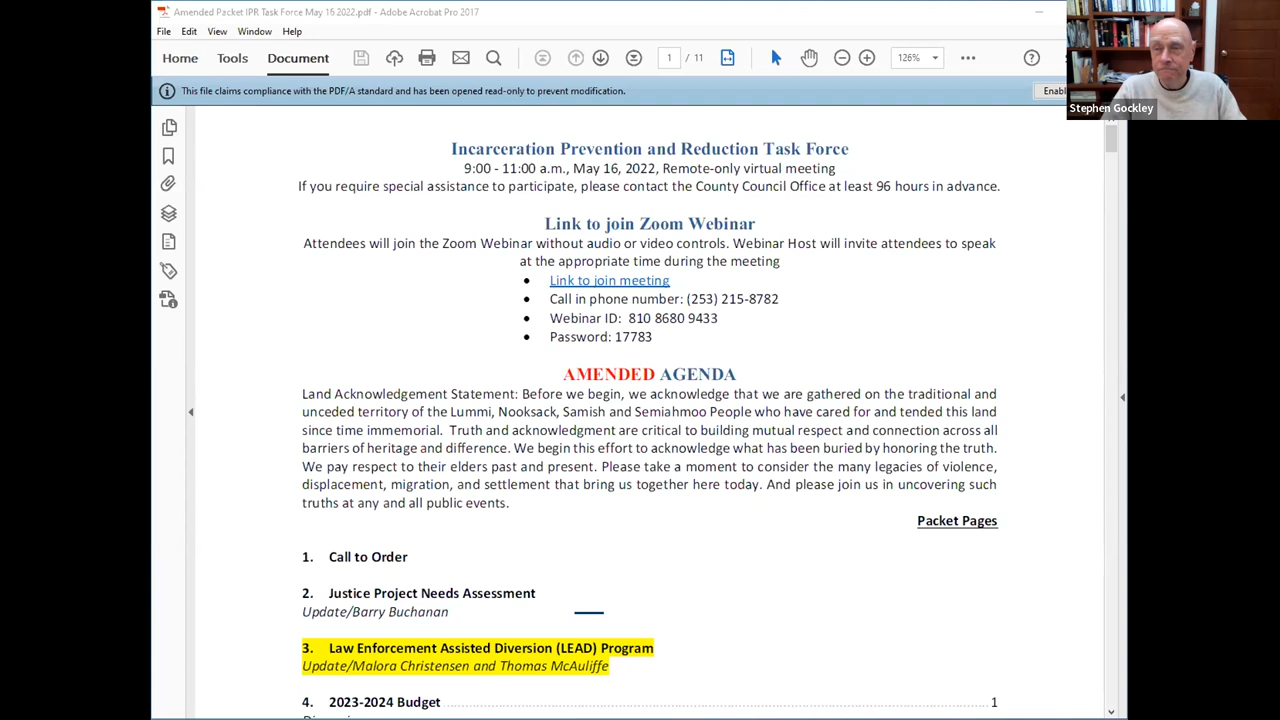 Amended Packet IPR Task Force May 16 2022.pdf - Adobe Acrobat Pro 2017
File Edit View Window Help
Home Tools Document 1 / 11 126%
This file claims compliance with the PDF/A standard and has been opened read-only to prevent modification. Enabl
Stephen Gockley
Incarceration Prevention and Reduction Task Force
9:00 - 11:00 a.m., May 16, 2022, Remote-only virtual meeting
If you require special assistance to participate, please contact the County Council Office at least 96 hours in advance.
Link to join Zoom Webinar
Attendees will join the Zoom Webinar without audio or video controls. Webinar Host will invite attendees to speak
at the appropriate time during the meeting
• Link to join meeting
• Call in phone number: (253) 215-8782
• Webinar ID: 810 8680 9433
• Password: 17783
AMENDED AGENDA
Land Acknowledgement Statement: Before we begin, we acknowledge that we are gathered on the traditional and
unceded territory of the Lummi, Nooksack, Samish and Semiahmoo People who have cared for and tended this land
since time immemorial. Truth and acknowledgment are critical to building mutual respect and connection across all
barriers of heritage and difference. We begin this effort to acknowledge what has been buried by honoring the truth.
We pay respect to their elders past and present. Please take a moment to consider the many legacies of violence,
displacement, migration, and settlement that bring us together here today. And please join us in uncovering such
truths at any and all public events.
Packet Pages
1. Call to Order
2. Justice Project Needs Assessment
Update/Barry Buchanan
3. Law Enforcement Assisted Diversion (LEAD) Program
Update/Malora Christensen and Thomas McAuliffe
4. 2023-2024 Budget 1